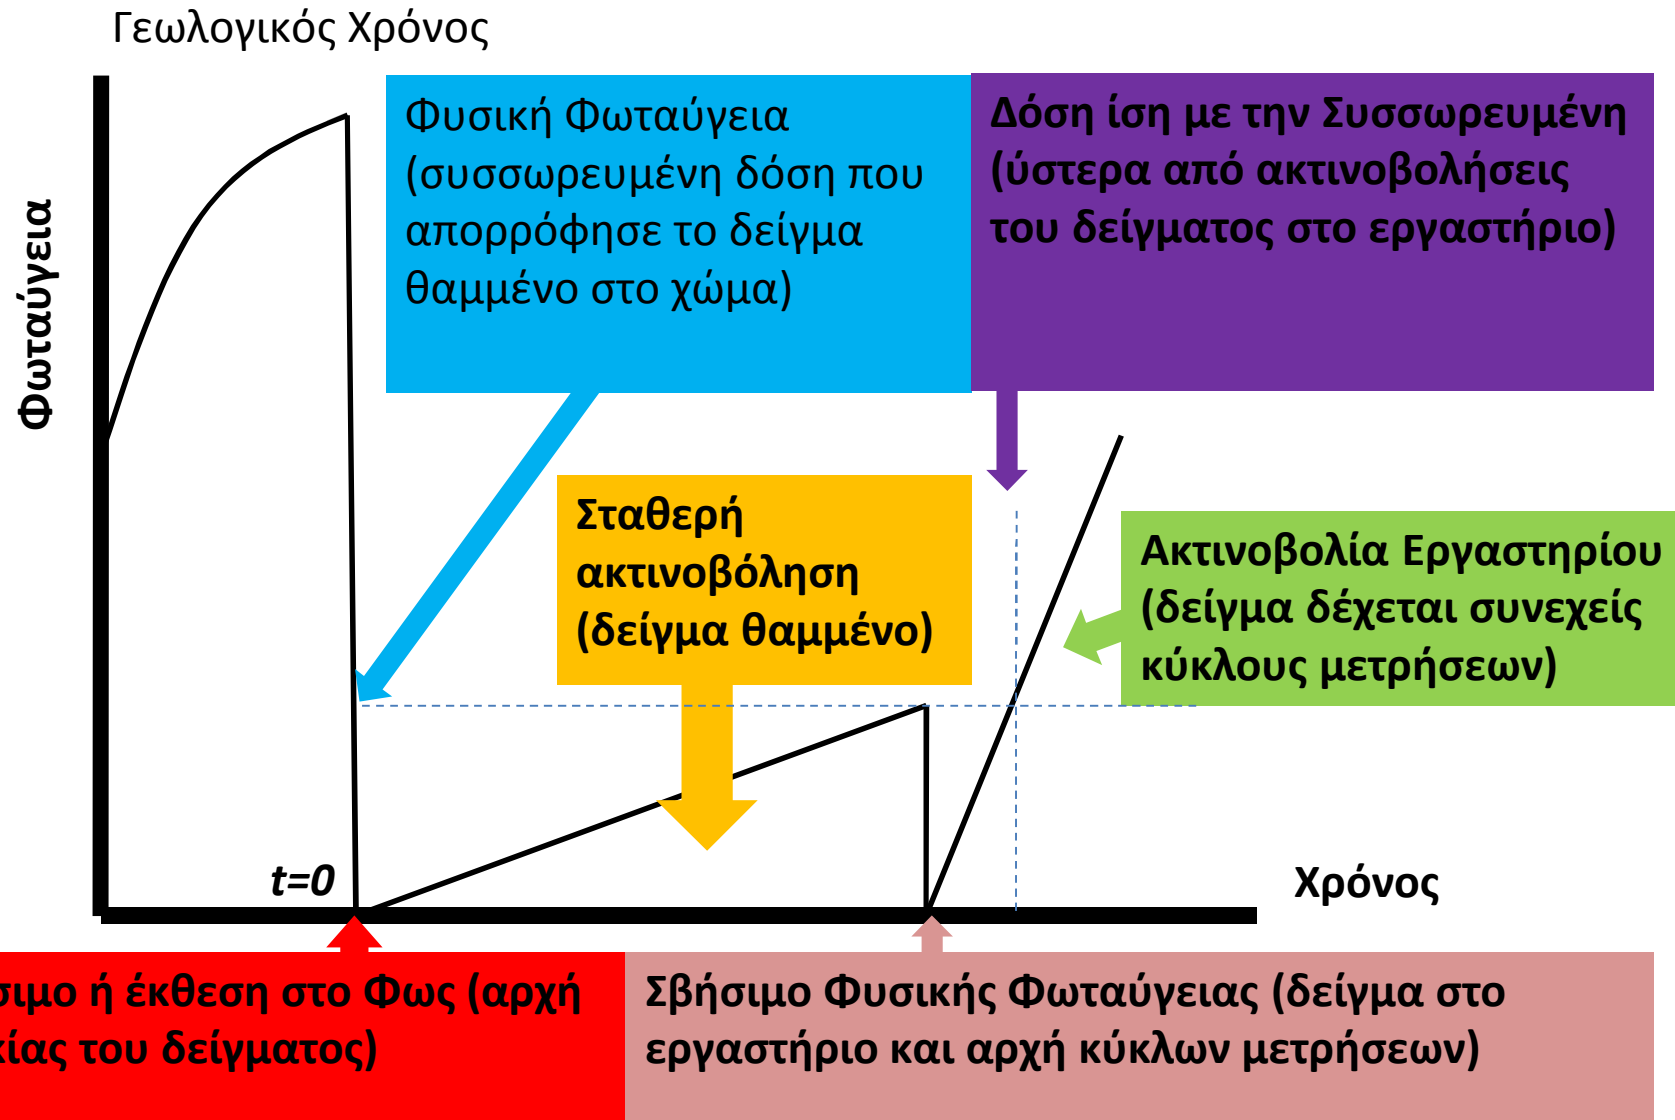 Γεωλογικός Χρόνος
Φωταύγεια
Φυσική Φωταύγεια
(συσσωρευμένη δόση που
απορρόφησε το δείγμα
θαμμένο στο χώμα)
Δόση ίση με την Συσσωρευμένη
(ύστερα από ακτινοβολήσεις
του δείγματος στο εργαστήριο)
Σταθερή
ακτινοβόληση
(δείγμα θαμμένο)
Ακτινοβολία Εργαστηρίου
(δείγμα δέχεται συνεχείς
κύκλους μετρήσεων)
t=0
Χρόνος
ή έκθεση στο Φως (αρχή
του δείγματος)
Σβήσιμο Φυσικής Φωταύγειας (δείγμα στο
εργαστήριο και αρχή κύκλων μετρήσεων)